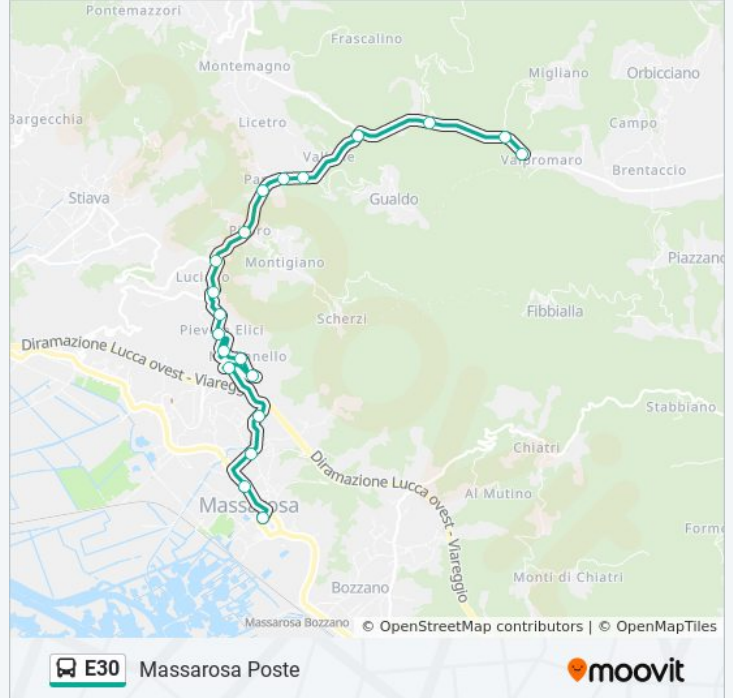 Pontemazzori
Frascalino
Montemagno
Migliano
Orbicciano
Bargecchia
Licetro
Campo
Valpromaro
Brentaccio
Stiava
Gualdo
Montigiano
Piazzano
Scherzi
Fibbialla
Diramazione Lucca ovest - Viareggio
Stabbiano
Chiatri
Diramazione Lucca ovest - Viareggio
Al Mutino
Massarosa
Monti di Chiatri
Bozzano
Massarosa Bozzano
© OpenStreetMap contributors | © OpenMapTiles
E30 Massarosa Poste
moovit